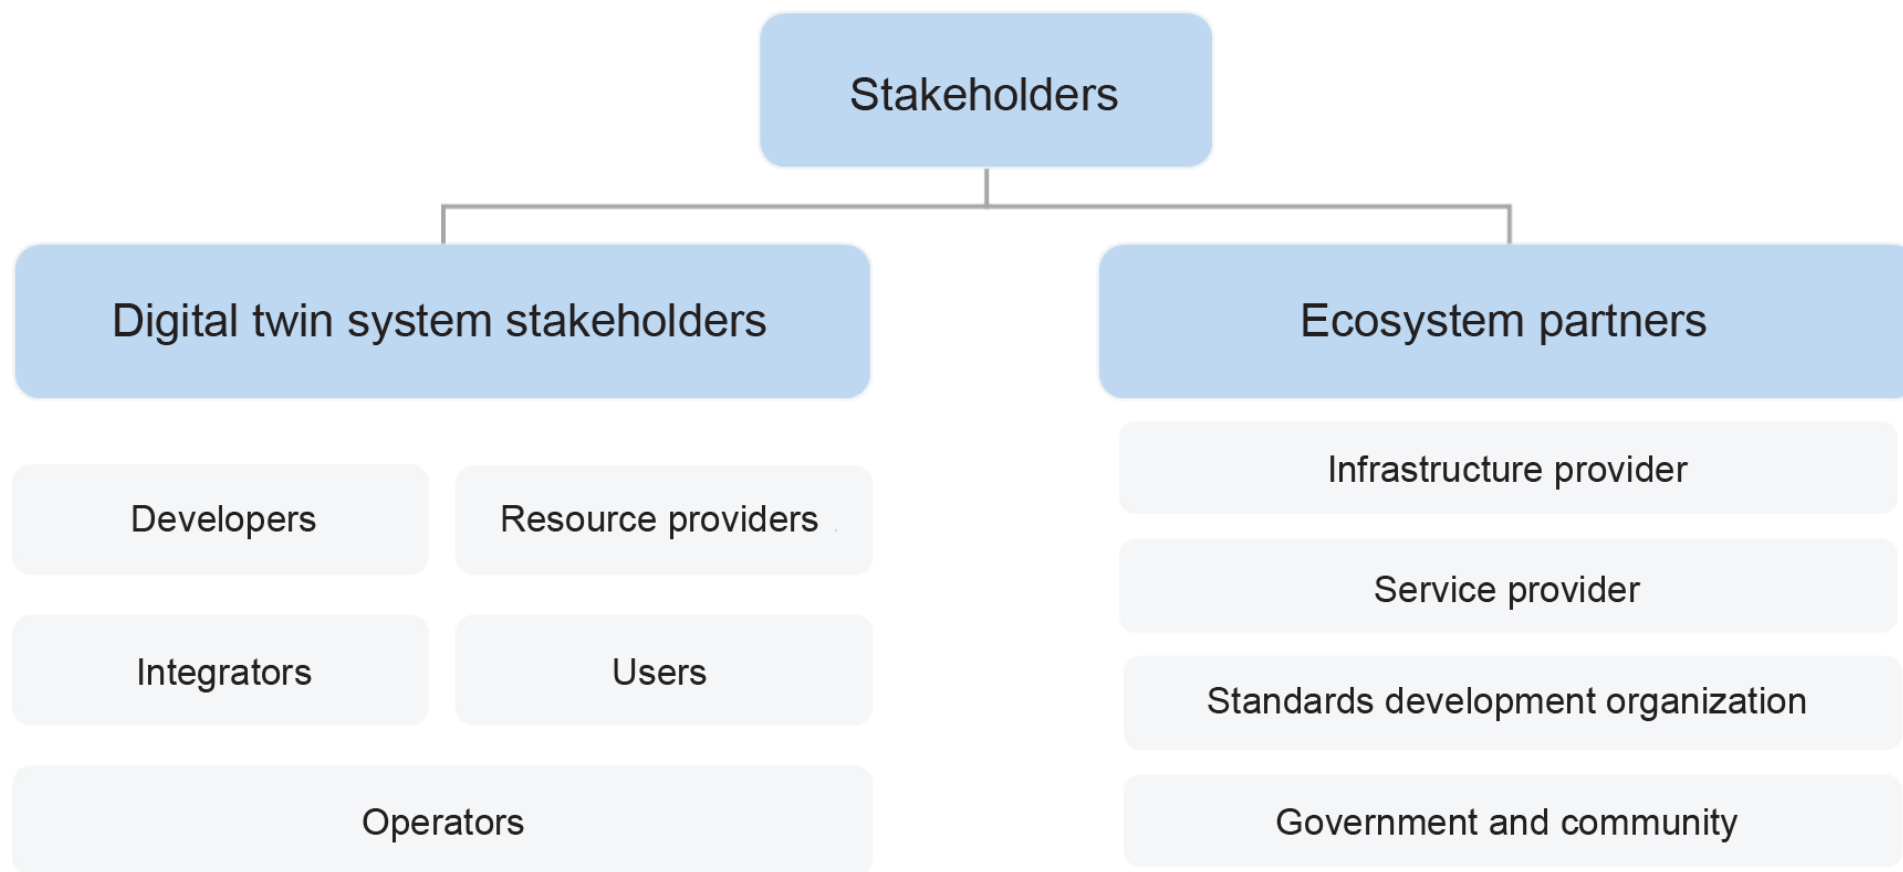 Stakeholders
Digital twin system stakeholders
Developers
Resource providers
Integrators
Users
Operators
Ecosystem partners
Infrastructure provider
Service provider
Standards development organization
Government and community